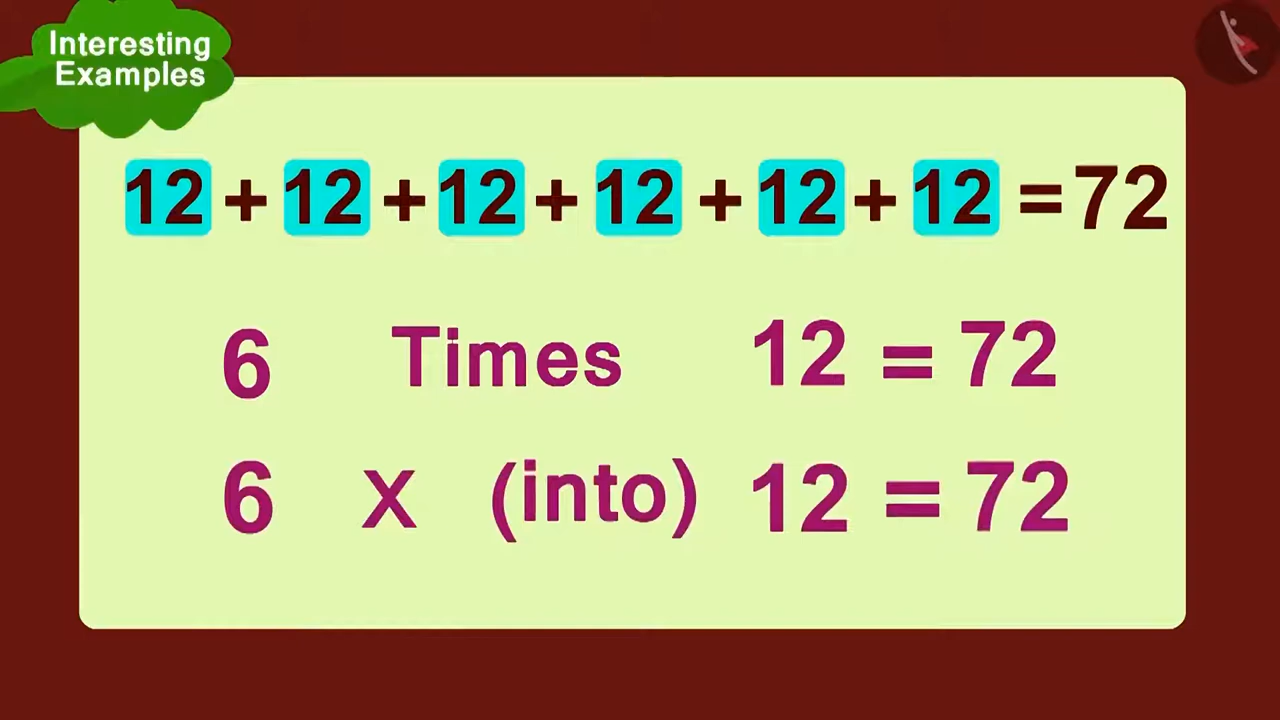 Interesting
Examples
12 + 12 + 12 + 12 + 12 + 12 = 72
6 Times 12 = 72
6 X (into) 12 = 72